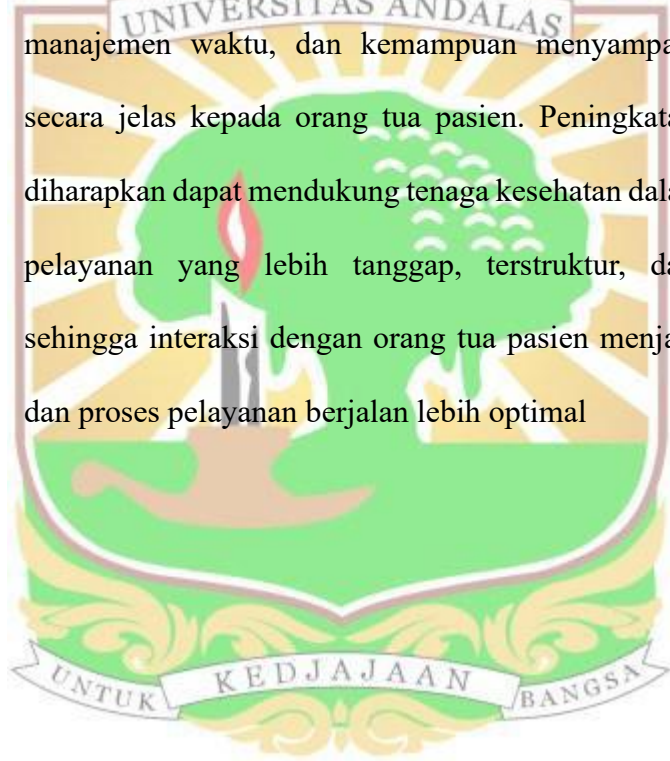 UNIVERSITAS ANDALAS
manajemen waktu, dan kemampuan menyampa
secara jelas kepada orang tua pasien. Peningkata
diharapkan dapat mendukung tenaga kesehatan dala
pelayanan yang lebih tanggap, terstruktur, da
sehingga interaksi dengan orang tua pasien menja
dan proses pelayanan berjalan lebih optimal
UNTUK KEDJAJAAN BANGSA